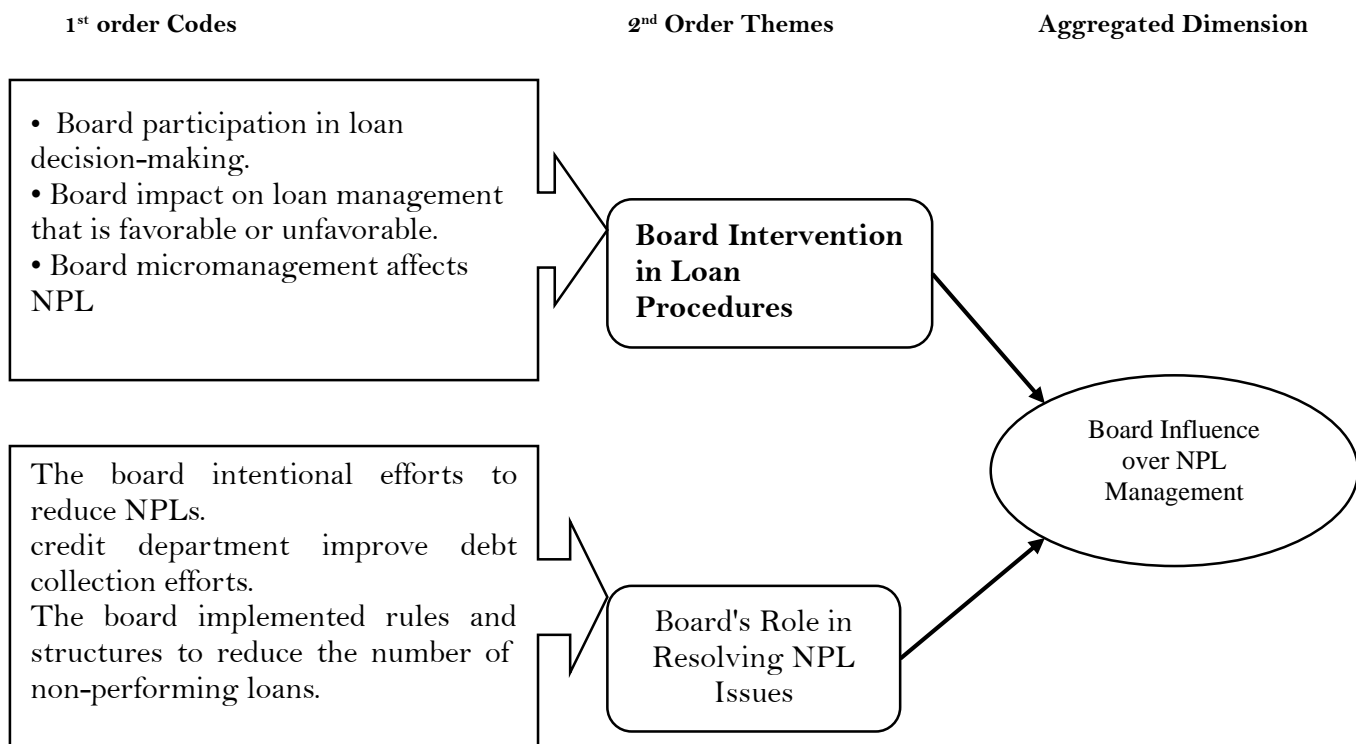 1st order Codes
2nd Order Themes
Aggregated Dimension
• Board participation in loan
decision-making.
• Board impact on loan management
that is favorable or unfavorable.
• Board micromanagement affects
NPL
Board Intervention
in Loan
Procedures
Board Influence
over NPL
Management
The board intentional efforts to
reduce NPLs.
credit department improve debt
collection efforts.
The board implemented rules and
structures to reduce the number of
non-performing loans.
Board's Role in
Resolving NPL
Issues